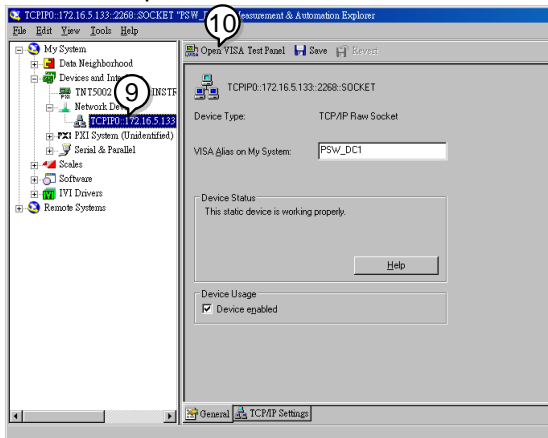 TCPIP0::172.16.5.133::2268::SOCKET "PSW_D Measurement & Automation Explorer
10
File Edit View Tools Help
Open VISA Test Panel Save Revert
My System
Data Neighborhood
Devices and Inte
TNT5002 INSTR
9
Network De
TCPIP0::172.16.5.133
PXI PXI System (Unidentified)
Serial & Parallel
Scales
Software
IVI Drivers
Remote Systems
TCPIP0::172.16.5.133::2268::SOCKET
Device Type: TCP/IP Raw Socket
VISA Alias on My System: PSW_DC1
Device Status
This static device is working properly.
Help
Device Usage
Device enabled
General TCP/IP Settings